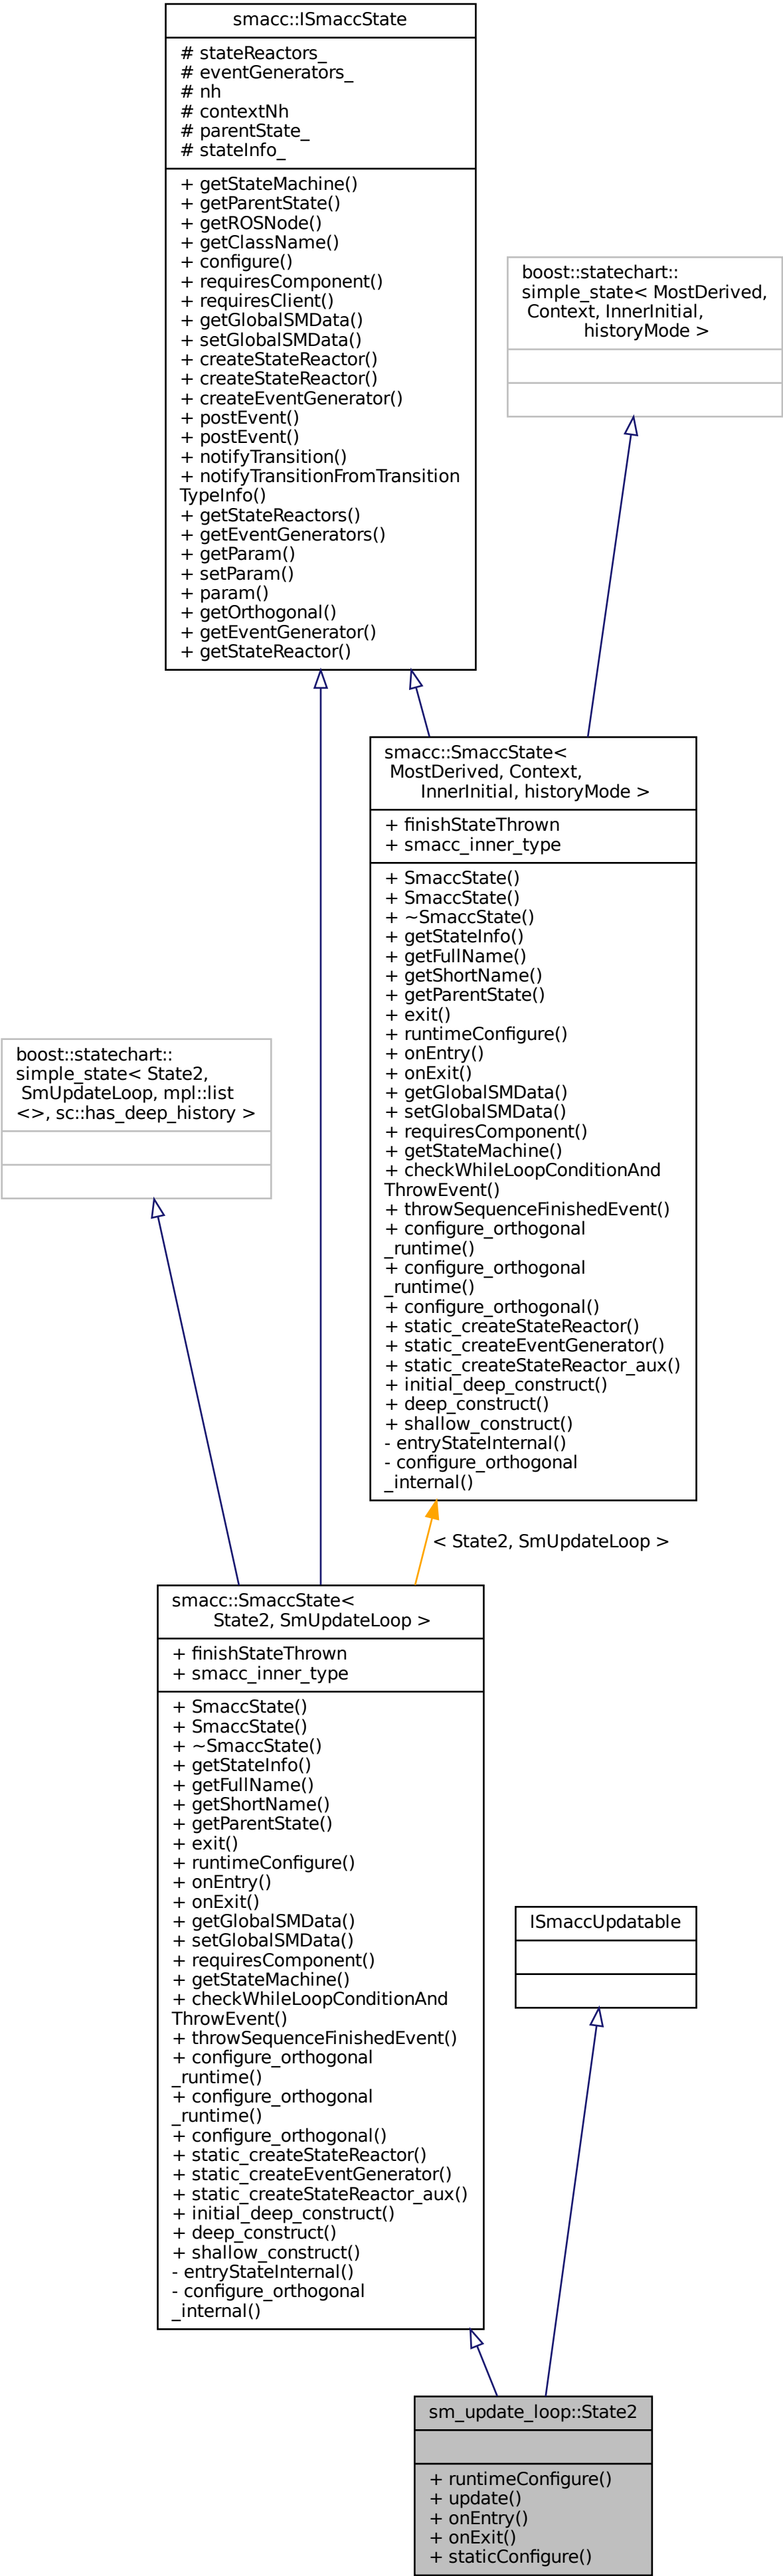 smacc::ISmaccState
# stateReactors_
# eventGenerators_
# nh
# contextNh
# parentState_
# stateInfo_
+ getStateMachine()
+ getParentState()
+ getROSNode()
+ getClassName()
+ configure()
+ requiresComponent()
+ requiresClient()
+ getGlobalSMData()
+ setGlobalSMData()
+ createStateReactor()
+ createStateReactor()
+ createEventGenerator()
+ postEvent()
+ postEvent()
+ notifyTransition()
+ notifyTransitionFromTransition
TypeInfo()
+ getStateReactors()
+ getEventGenerators()
+ getParam()
+ setParam()
+ param()
+ getOrthogonal()
+ getEventGenerator()
+ getStateReactor()
boost::statechart::
simple_state< MostDerived,
Context, InnerInitial,
historyMode >
smacc::SmaccState<
MostDerived, Context,
InnerInitial, historyMode >
+ finishStateThrown
+ smacc_inner_type
+ SmaccState()
+ SmaccState()
+ ~SmaccState()
+ getStateInfo()
+ getFullName()
+ getShortName()
+ getParentState()
+ exit()
+ runtimeConfigure()
+ onEntry()
+ onExit()
+ getGlobalSMData()
+ setGlobalSMData()
+ requiresComponent()
+ getStateMachine()
+ checkWhileLoopConditionAnd
ThrowEvent()
+ throwSequenceFinishedEvent()
+ configure_orthogonal
_runtime()
+ configure_orthogonal
_runtime()
+ configure_orthogonal()
+ static_createStateReactor()
+ static_createEventGenerator()
+ static_createStateReactor_aux()
+ initial_deep_construct()
+ deep_construct()
+ shallow_construct()
- entryStateInternal()
- configure_orthogonal
_internal()
boost::statechart::
simple_state< State2,
SmUpdateLoop, mpl::list
<>, sc::has_deep_history >
< State2, SmUpdateLoop >
smacc::SmaccState<
State2, SmUpdateLoop >
+ finishStateThrown
+ smacc_inner_type
+ SmaccState()
+ SmaccState()
+ ~SmaccState()
+ getStateInfo()
+ getFullName()
+ getShortName()
+ getParentState()
+ exit()
+ runtimeConfigure()
+ onEntry()
+ onExit()
+ getGlobalSMData()
+ setGlobalSMData()
+ requiresComponent()
+ getStateMachine()
+ checkWhileLoopConditionAnd
ThrowEvent()
+ throwSequenceFinishedEvent()
+ configure_orthogonal
_runtime()
+ configure_orthogonal
_runtime()
+ configure_orthogonal()
+ static_createStateReactor()
+ static_createEventGenerator()
+ static_createStateReactor_aux()
+ initial_deep_construct()
+ deep_construct()
+ shallow_construct()
- entryStateInternal()
- configure_orthogonal
_internal()
ISmaccUpdatable
sm_update_loop::State2
+ runtimeConfigure()
+ update()
+ onEntry()
+ onExit()
+ staticConfigure()